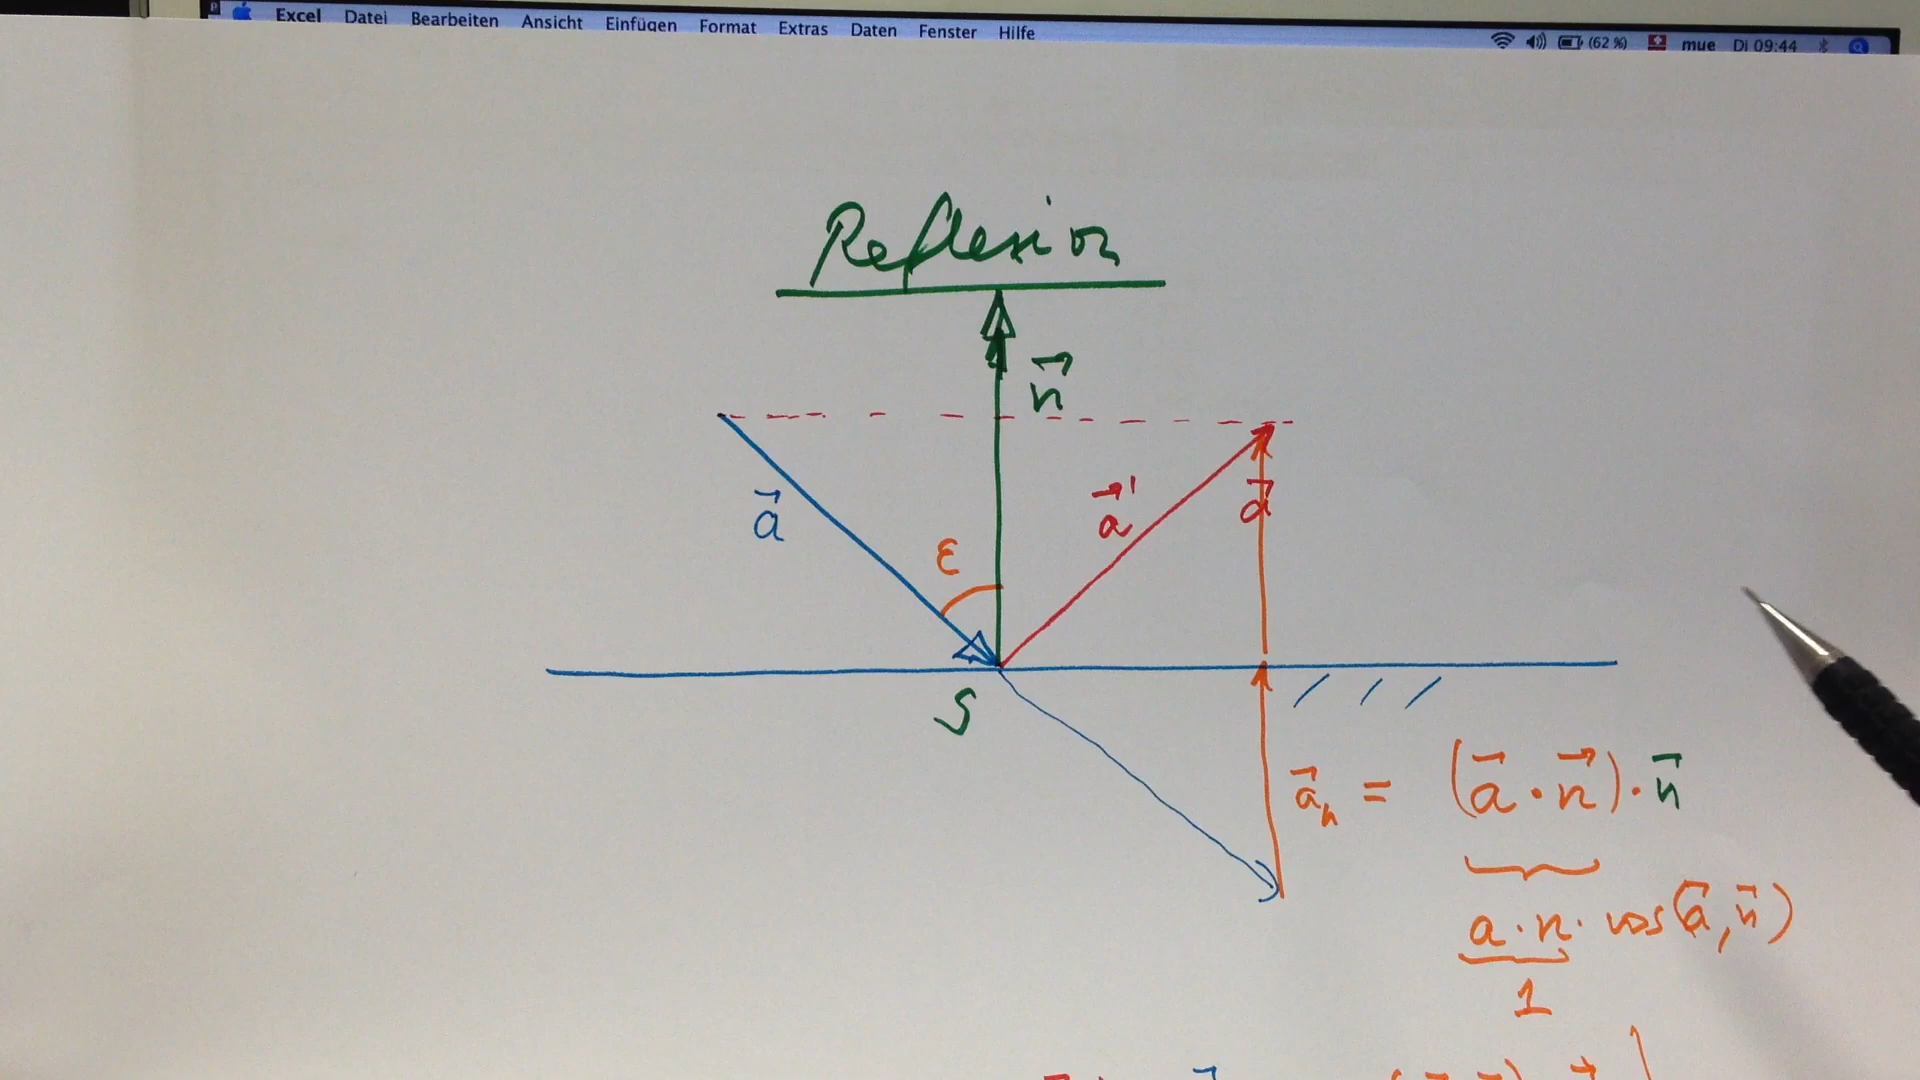 Excel Datei Bearbeiten Ansicht Einfügen Format Extras Daten Fenster Hilfe (62 %) mue Di 09:44
Reflexion
n⃗
a⃗
ε
a⃗'
a⃗
S
a⃗ₙ = (a⃗ · n⃗) · n⃗
a · n · cos(a⃗, n⃗)
1